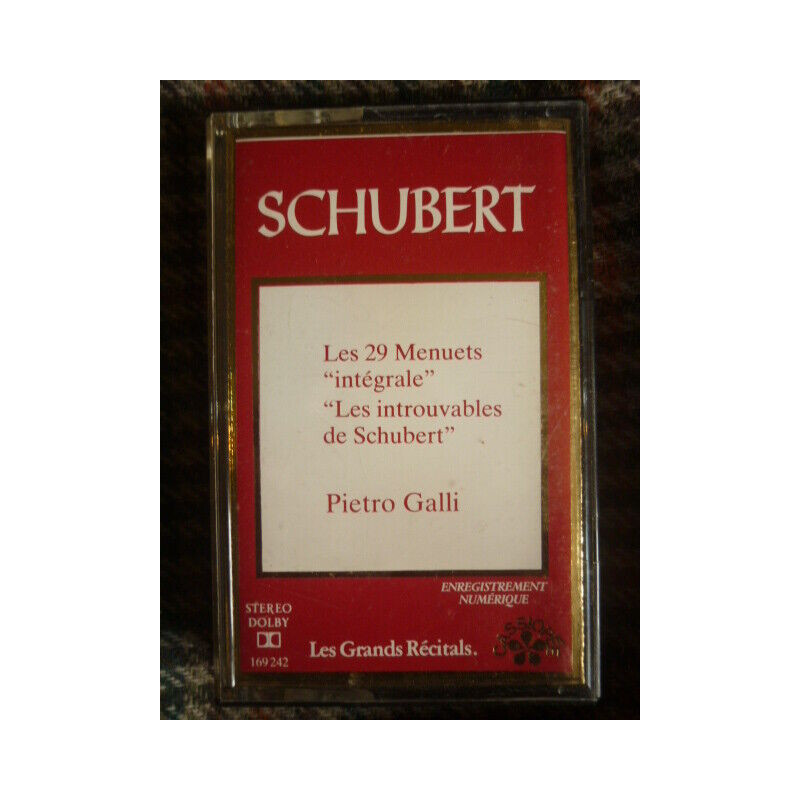 SCHUBERT
Les 29 Menuets
“intégrale”
“Les introuvables
de Schubert”
Pietro Galli
ENREGISTREMENT
NUMÉRIQUE
STEREO
DOLBY
169 242
Les Grands Récitals.